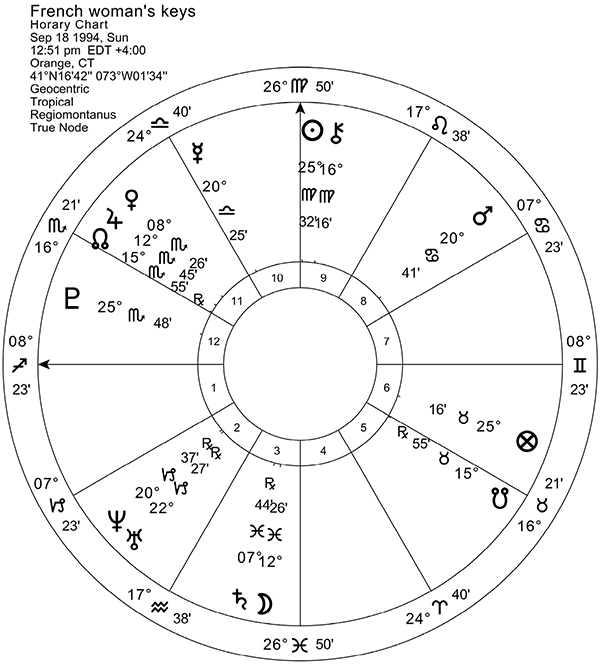 French woman's keys
Horary Chart
Sep 18 1994, Sun
12:51 pm EDT +4:00
Orange, CT
41°N16'42" 073°W01'34"
Geocentric
Tropical
Regiomontanus
True Node
26° ♍ 50'
17° ♌ 38'
07° ♋ 23'
08° ♊ 23'
16° ♉ 21'
24° ♈ 40'
26° ♓ 50'
17° ♒ 38'
07° ♑ 23'
08° ♐ 23'
16° ♏ 21'
24° ♎ 40'
☉ 25° ♍ 32'
⚷ 16° ♍ 16'
♂ 20° ♋ 41'
⊗ 25° ♉ 16'
☋ 15° ♉ 55' ℞
☽ 12° ♓ 26'
♄ 07° ♓ 44' ℞
♅ 22° ♑ 27' ℞
♆ 20° ♑ 37' ℞
♇ 25° ♏ 48'
☊ 15° ♏ 55' ℞
♃ 12° ♏ 45'
♀ 08° ♏ 26'
☿ 20° ♎ 25'
1
2
3
4
5
6
7
8
9
10
11
12